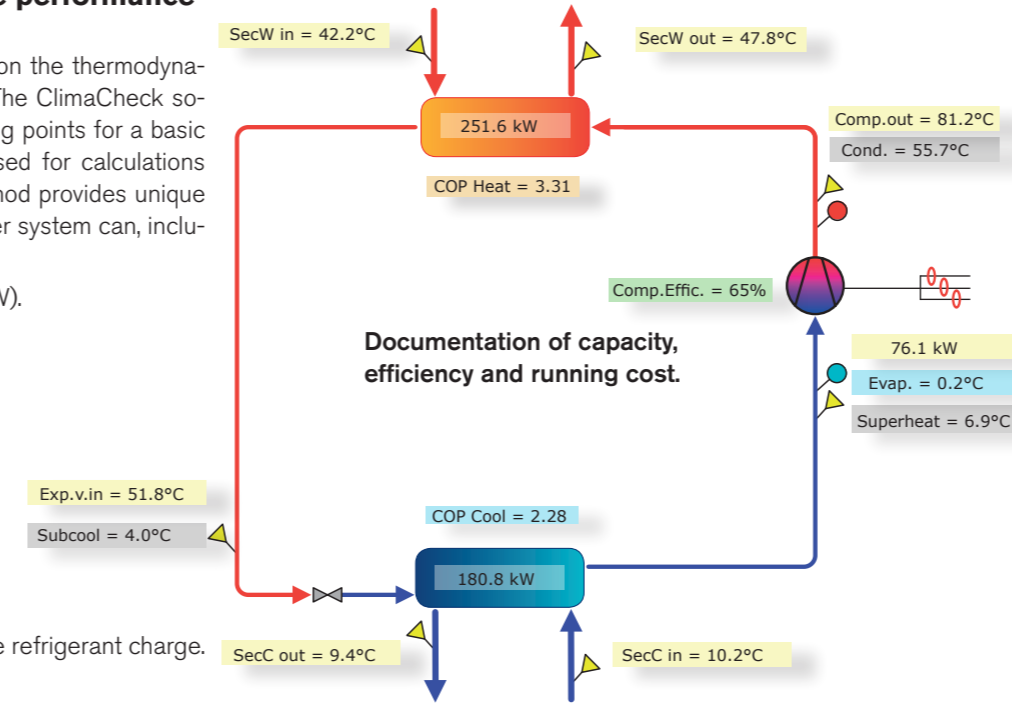 e performance
on the thermodyna-
The ClimaCheck so-
ng points for a basic
sed for calculations
nod provides unique
er system can, inclu-
W).
e refrigerant charge.
SecW in = 42.2°C
SecW out = 47.8°C
251.6 kW
COP Heat = 3.31
Comp.out = 81.2°C
Cond. = 55.7°C
Comp.Effic. = 65%
Documentation of capacity,
efficiency and running cost.
76.1 kW
Evap. = 0.2°C
Superheat = 6.9°C
Exp.v.in = 51.8°C
Subcool = 4.0°C
COP Cool = 2.28
180.8 kW
SecC out = 9.4°C
SecC in = 10.2°C